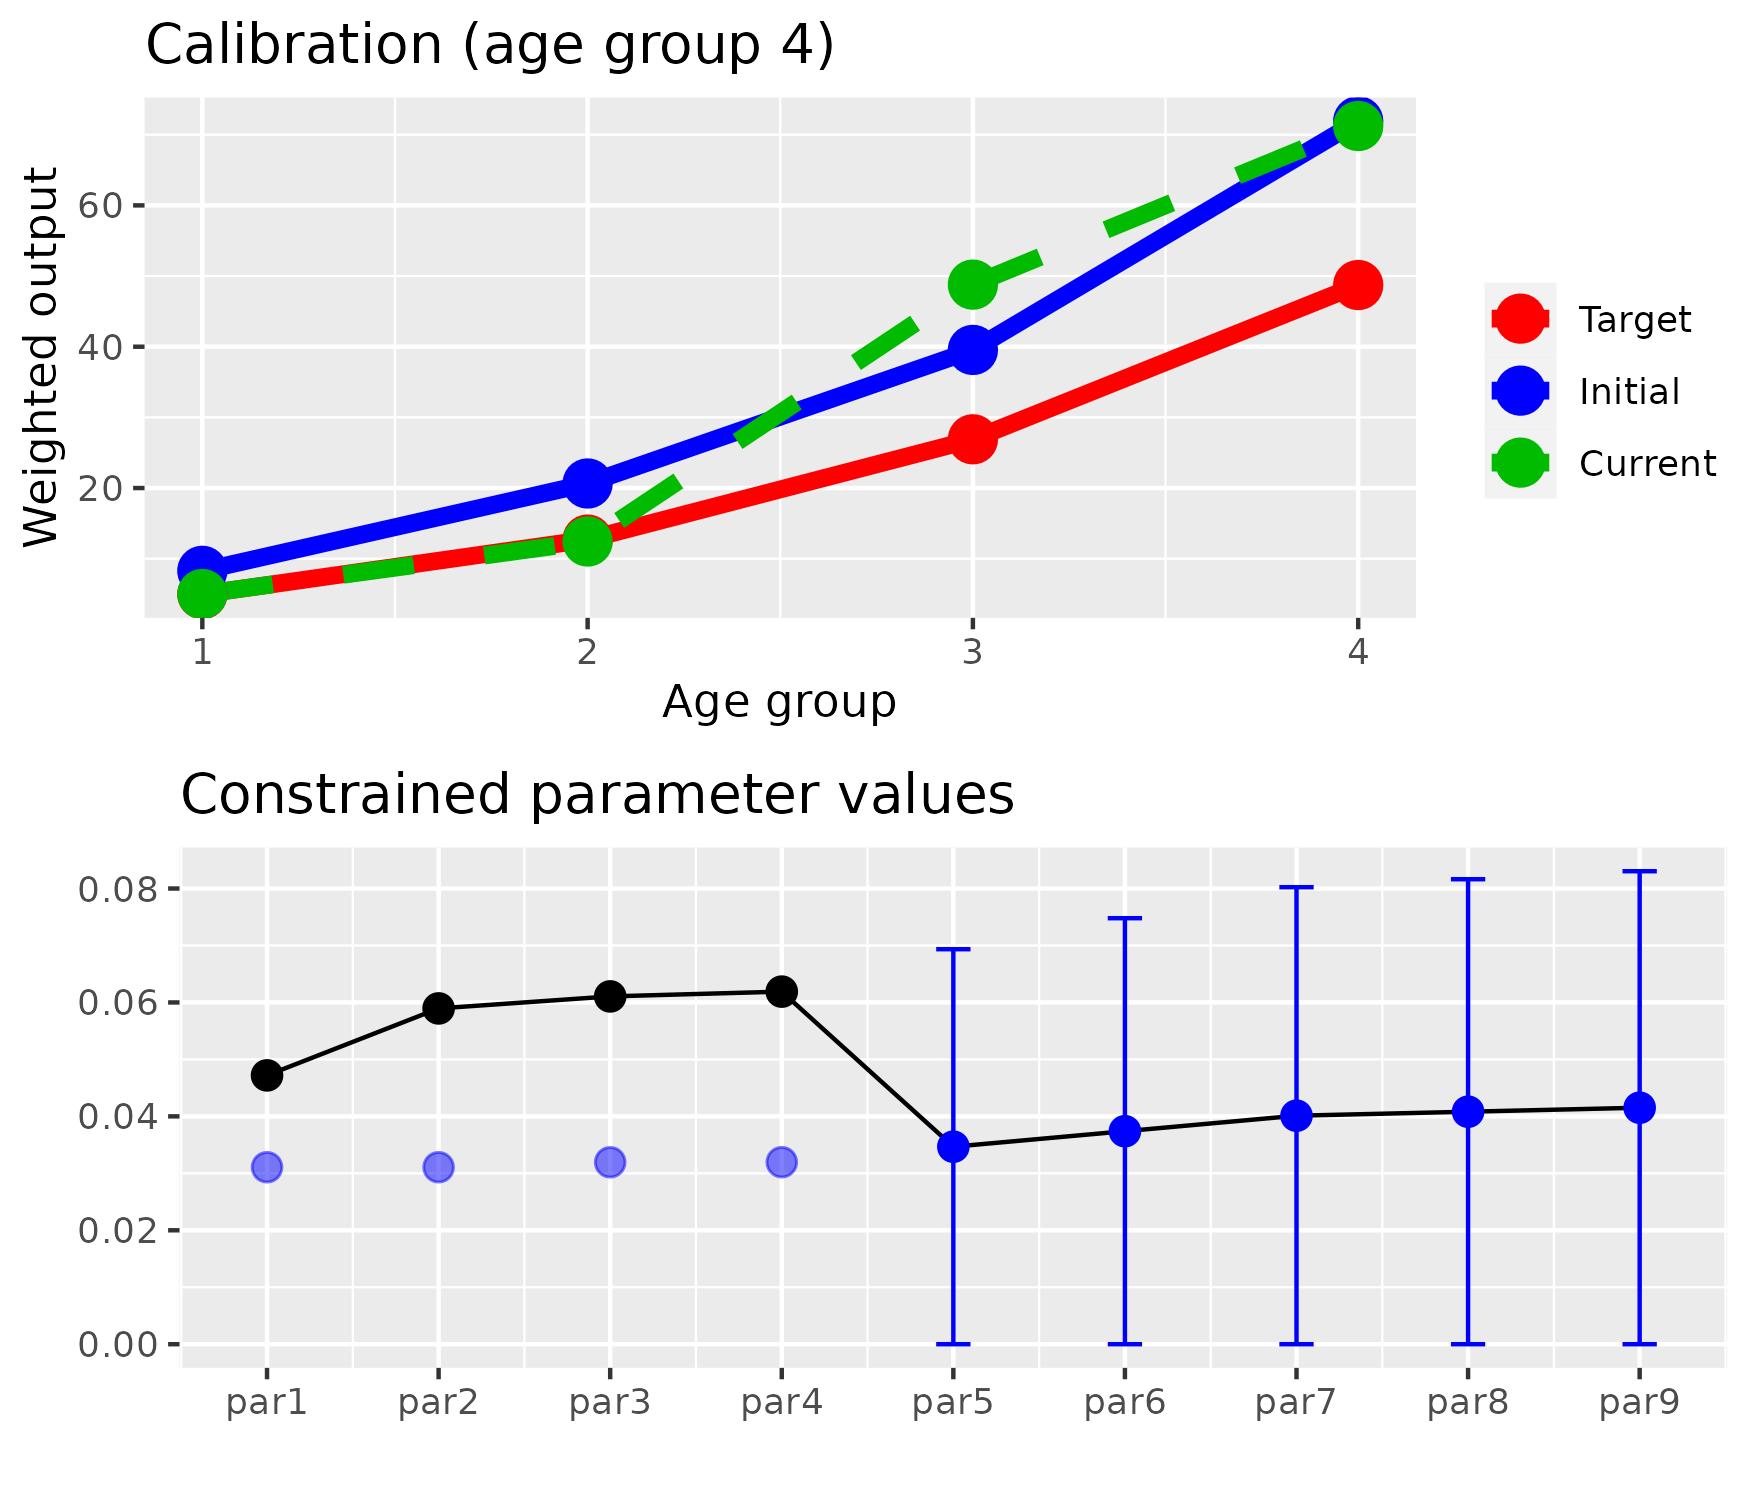 Calibration (age group 4)
Weighted output
60
40
20
1 2 3 4
Age group
Target
Initial
Current
Constrained parameter values
0.08
0.06
0.04
0.02
0.00
par1 par2 par3 par4 par5 par6 par7 par8 par9